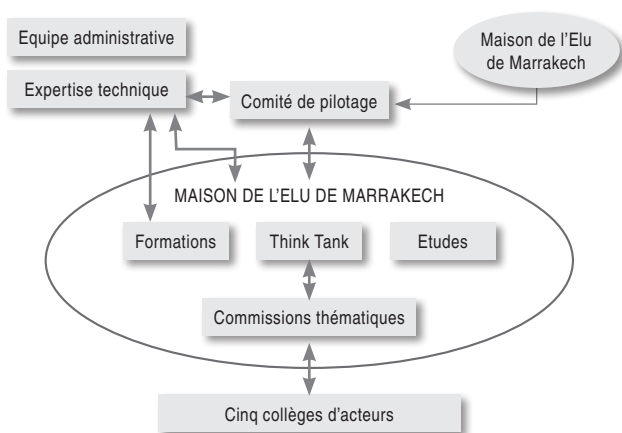 Equipe administrative
Maison de l'Elu
de Marrakech
Expertise technique
Comité de pilotage
MAISON DE L'ELU DE MARRAKECH
Formations
Think Tank
Etudes
Commissions thématiques
Cinq collèges d'acteurs